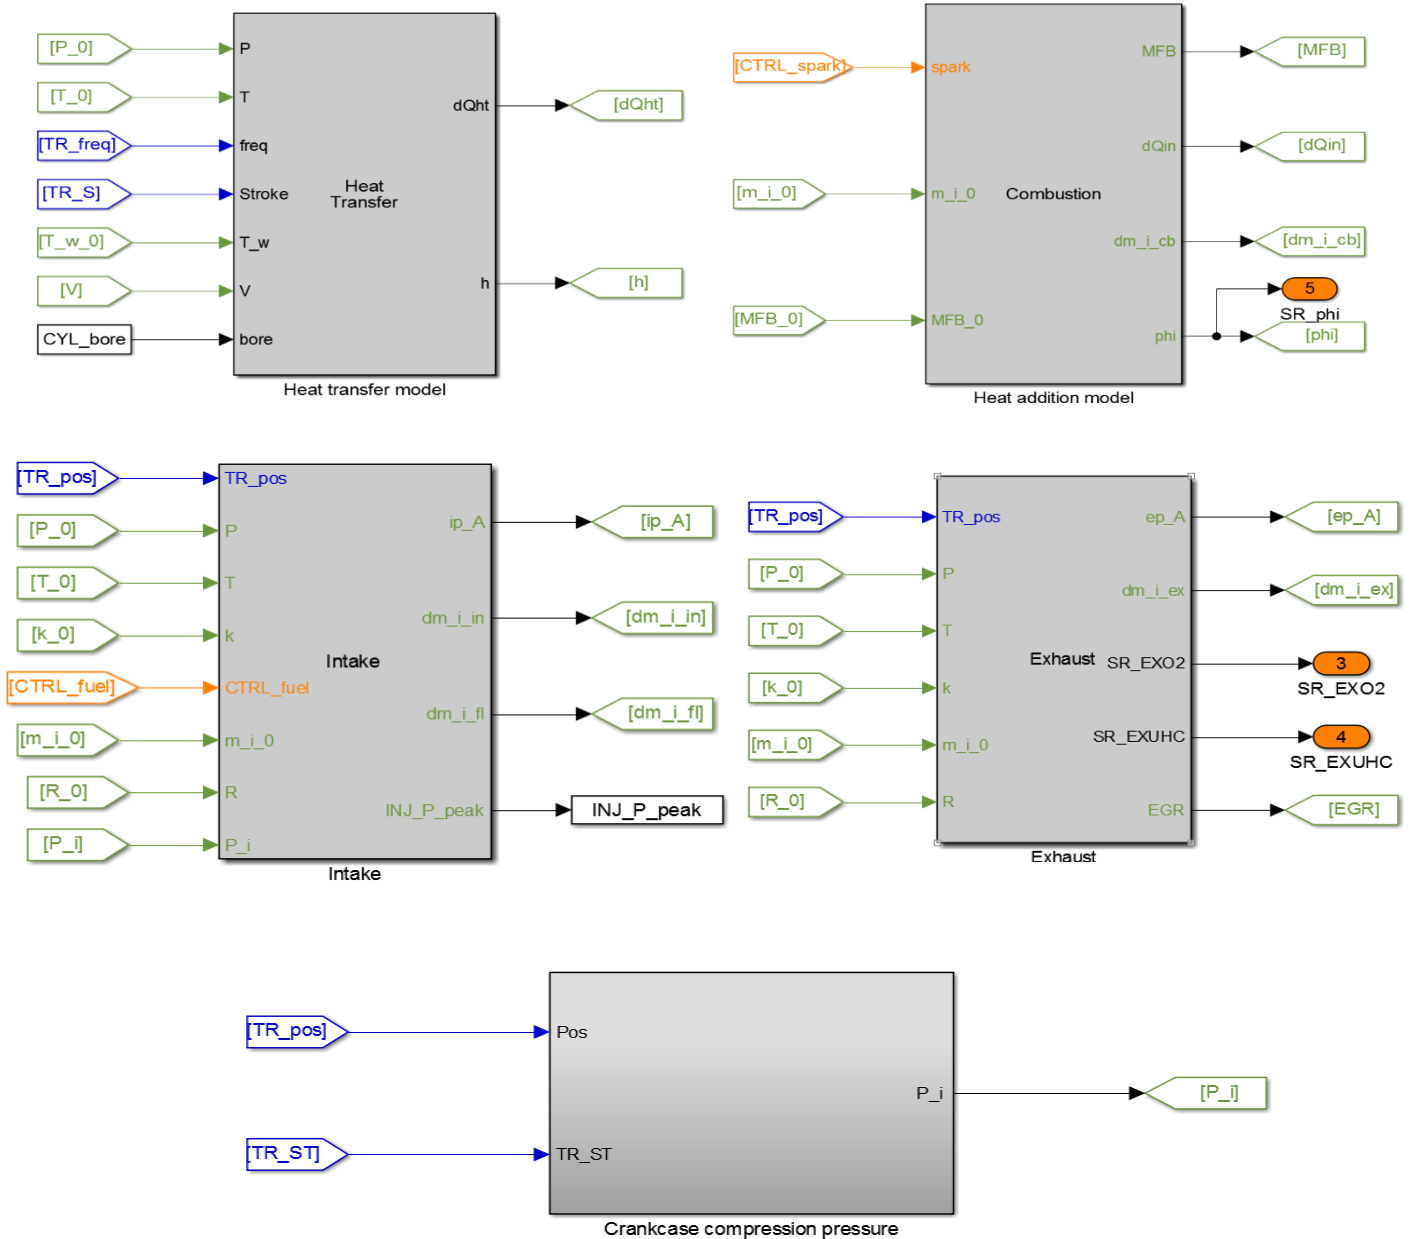 [P_0]
P
[T_0]
T
[TR_freq]
freq
[TR_S]
Stroke
[T_w_0]
T_w
[V]
V
CYL_bore
bore
Heat
Transfer
dQht
[dQht]
h
[h]
Heat transfer model
[CTRL_spark]
spark
[m_i_0]
m_i_0
[MFB_0]
MFB_0
Combustion
MFB
[MFB]
dQin
[dQin]
dm_i_cb
[dm_i_cb]
phi
5
SR_phi
[phi]
Heat addition model
[TR_pos]
TR_pos
[P_0]
P
[T_0]
T
[k_0]
k
[CTRL_fuel]
CTRL_fuel
[m_i_0]
m_i_0
[R_0]
R
[P_i]
P_i
Intake
ip_A
[ip_A]
dm_i_in
[dm_i_in]
dm_i_fl
[dm_i_fl]
INJ_P_peak
INJ_P_peak
Intake
[TR_pos]
TR_pos
[P_0]
P
[T_0]
T
[k_0]
k
[m_i_0]
m_i_0
[R_0]
R
Exhaust
ep_A
[ep_A]
dm_i_ex
[dm_i_ex]
SR_EXO2
3
SR_EXO2
SR_EXUHC
4
SR_EXUHC
EGR
[EGR]
Exhaust
[TR_pos]
Pos
[TR_ST]
TR_ST
P_i
[P_i]
Crankcase compression pressure